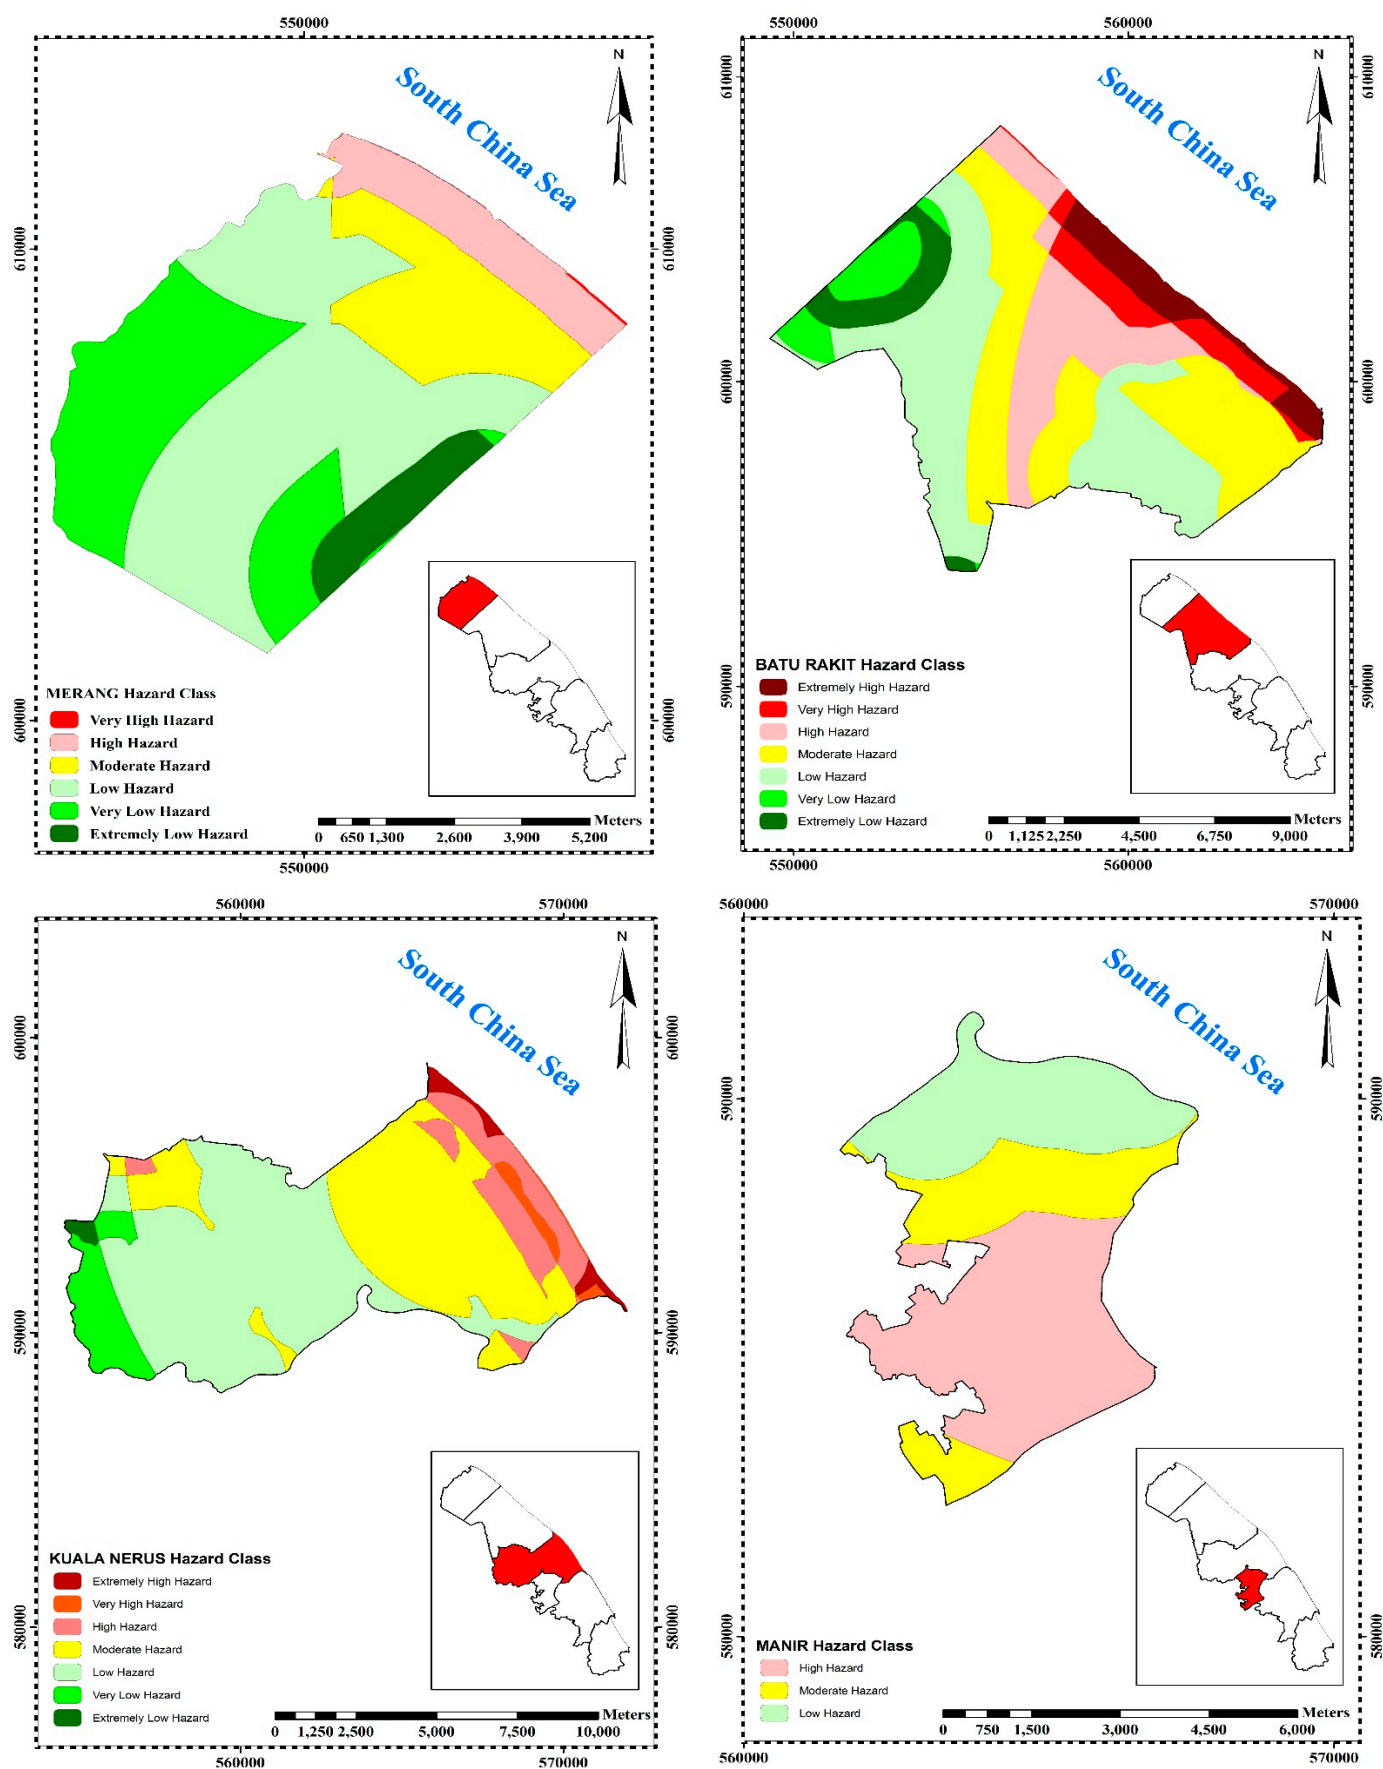 550000
N
South China Sea
610000
610000
600000
600000
MERANG Hazard Class
Very High Hazard
High Hazard
Moderate Hazard
Low Hazard
Very Low Hazard
Extremely Low Hazard
Meters
0 650 1,300 2,600 3,900 5,200
550000
550000 560000
N
South China Sea
610000
610000
600000
600000
590000
590000
BATU RAKIT Hazard Class
Extremely High Hazard
Very High Hazard
High Hazard
Moderate Hazard
Low Hazard
Very Low Hazard
Extremely Low Hazard
Meters
0 1,125 2,250 4,500 6,750 9,000
550000 560000
560000 570000
N
South China Sea
600000
600000
590000
590000
580000
580000
KUALA NERUS Hazard Class
Extremely High Hazard
Very High Hazard
High Hazard
Moderate Hazard
Low Hazard
Very Low Hazard
Extremely Low Hazard
Meters
0 1,250 2,500 5,000 7,500 10,000
560000 570000
560000 570000
N
South China Sea
590000
590000
580000
580000
MANIR Hazard Class
High Hazard
Moderate Hazard
Low Hazard
Meters
0 750 1,500 3,000 4,500 6,000
560000 570000